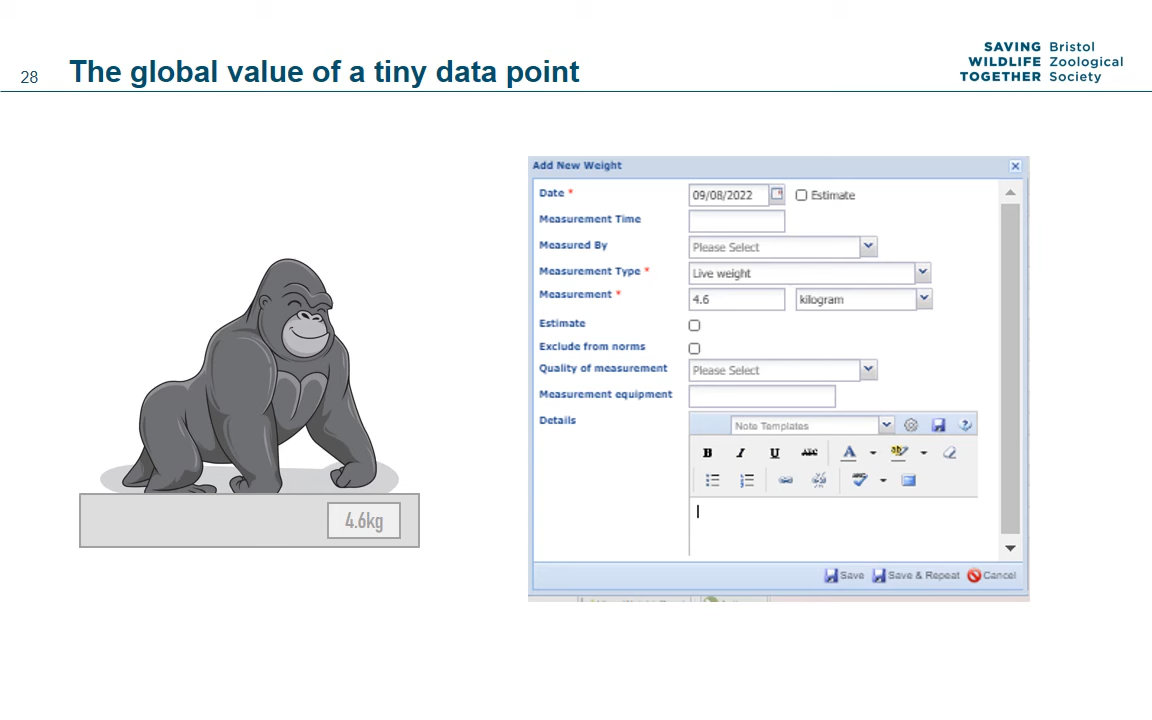 28 The global value of a tiny data point
SAVING Bristol
WILDLIFE Zoological
TOGETHER Society
Add New Weight
Date * 09/08/2022 Estimate
Measurement Time
Measured By Please Select
Measurement Type * Live weight
Measurement * 4.6 kilogram
Estimate
Exclude from norms
Quality of measurement Please Select
Measurement equipment
Details
Note Templates
B I U ABC A ab
4.6kg
Save Save & Repeat Cancel